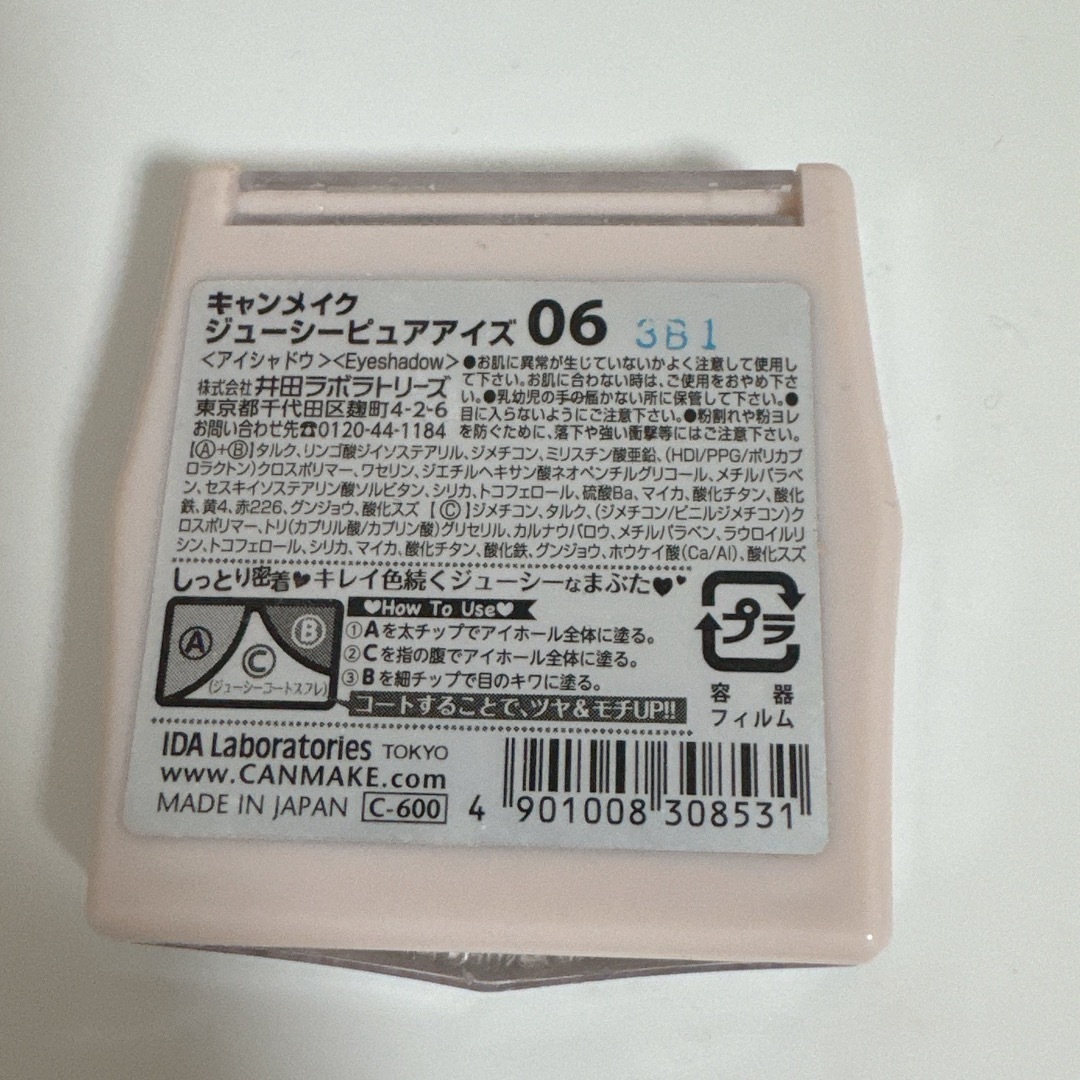 キャンメイク
ジューシーピュアアイズ 06 3B1
<アイシャドウ><Eyeshadow>
株式会社 井田ラボラトリーズ
東京都千代田区麹町4-2-6
お問い合わせ先☎0120-44-1184
●お肌に異常が生じていないかよく注意して使用し
て下さい。お肌に合わない時は、ご使用をおやめ下さ
い。●乳幼児の手の届かない所に保管して下さい。●
目に入らないようにご注意下さい。●粉割れや粉ヨレ
を防ぐために、落下や強い衝撃等にはご注意下さい。
【Ⓐ+Ⓑ】タルク、リンゴ酸ジイソステアリル、ジメチコン、ミリスチン酸亜鉛、(HDI/PPG/ポリカプ
ロラクトン)クロスポリマー、ワセリン、ジエチルヘキサン酸ネオペンチルグリコール、メチルパラベ
ン、セスキイソステアリン酸ソルビタン、シリカ、トコフェロール、硫酸Ba、マイカ、酸化チタン、酸化
鉄、黄4、赤226、グンジョウ、酸化スズ【Ⓒ】ジメチコン、タルク、(ジメチコン/ビニルジメチコン)ク
ロスポリマー、トリ(カプリル酸/カプリン酸)グリセリル、カルナウバロウ、メチルパラベン、ラウロイルリ
シン、トコフェロール、シリカ、マイカ、酸化チタン、酸化鉄、グンジョウ、ホウケイ酸(Ca/Al)、酸化スズ
しっとり密着♥キレイ色続くジューシーなまぶた♥♥
Ⓐ Ⓑ
Ⓒ
(ジューシーコートスフレ)
♥How To Use♥
①Aを太チップでアイホール全体に塗る。
②Cを指の腹でアイホール全体に塗る。
③Bを細チップで目のキワに塗る。
コートすることで、ツヤ&モチUP!!
プラ
容器
フィルム
IDA Laboratories TOKYO
www.CANMAKE.com
MADE IN JAPAN C-600
4 901008 308531